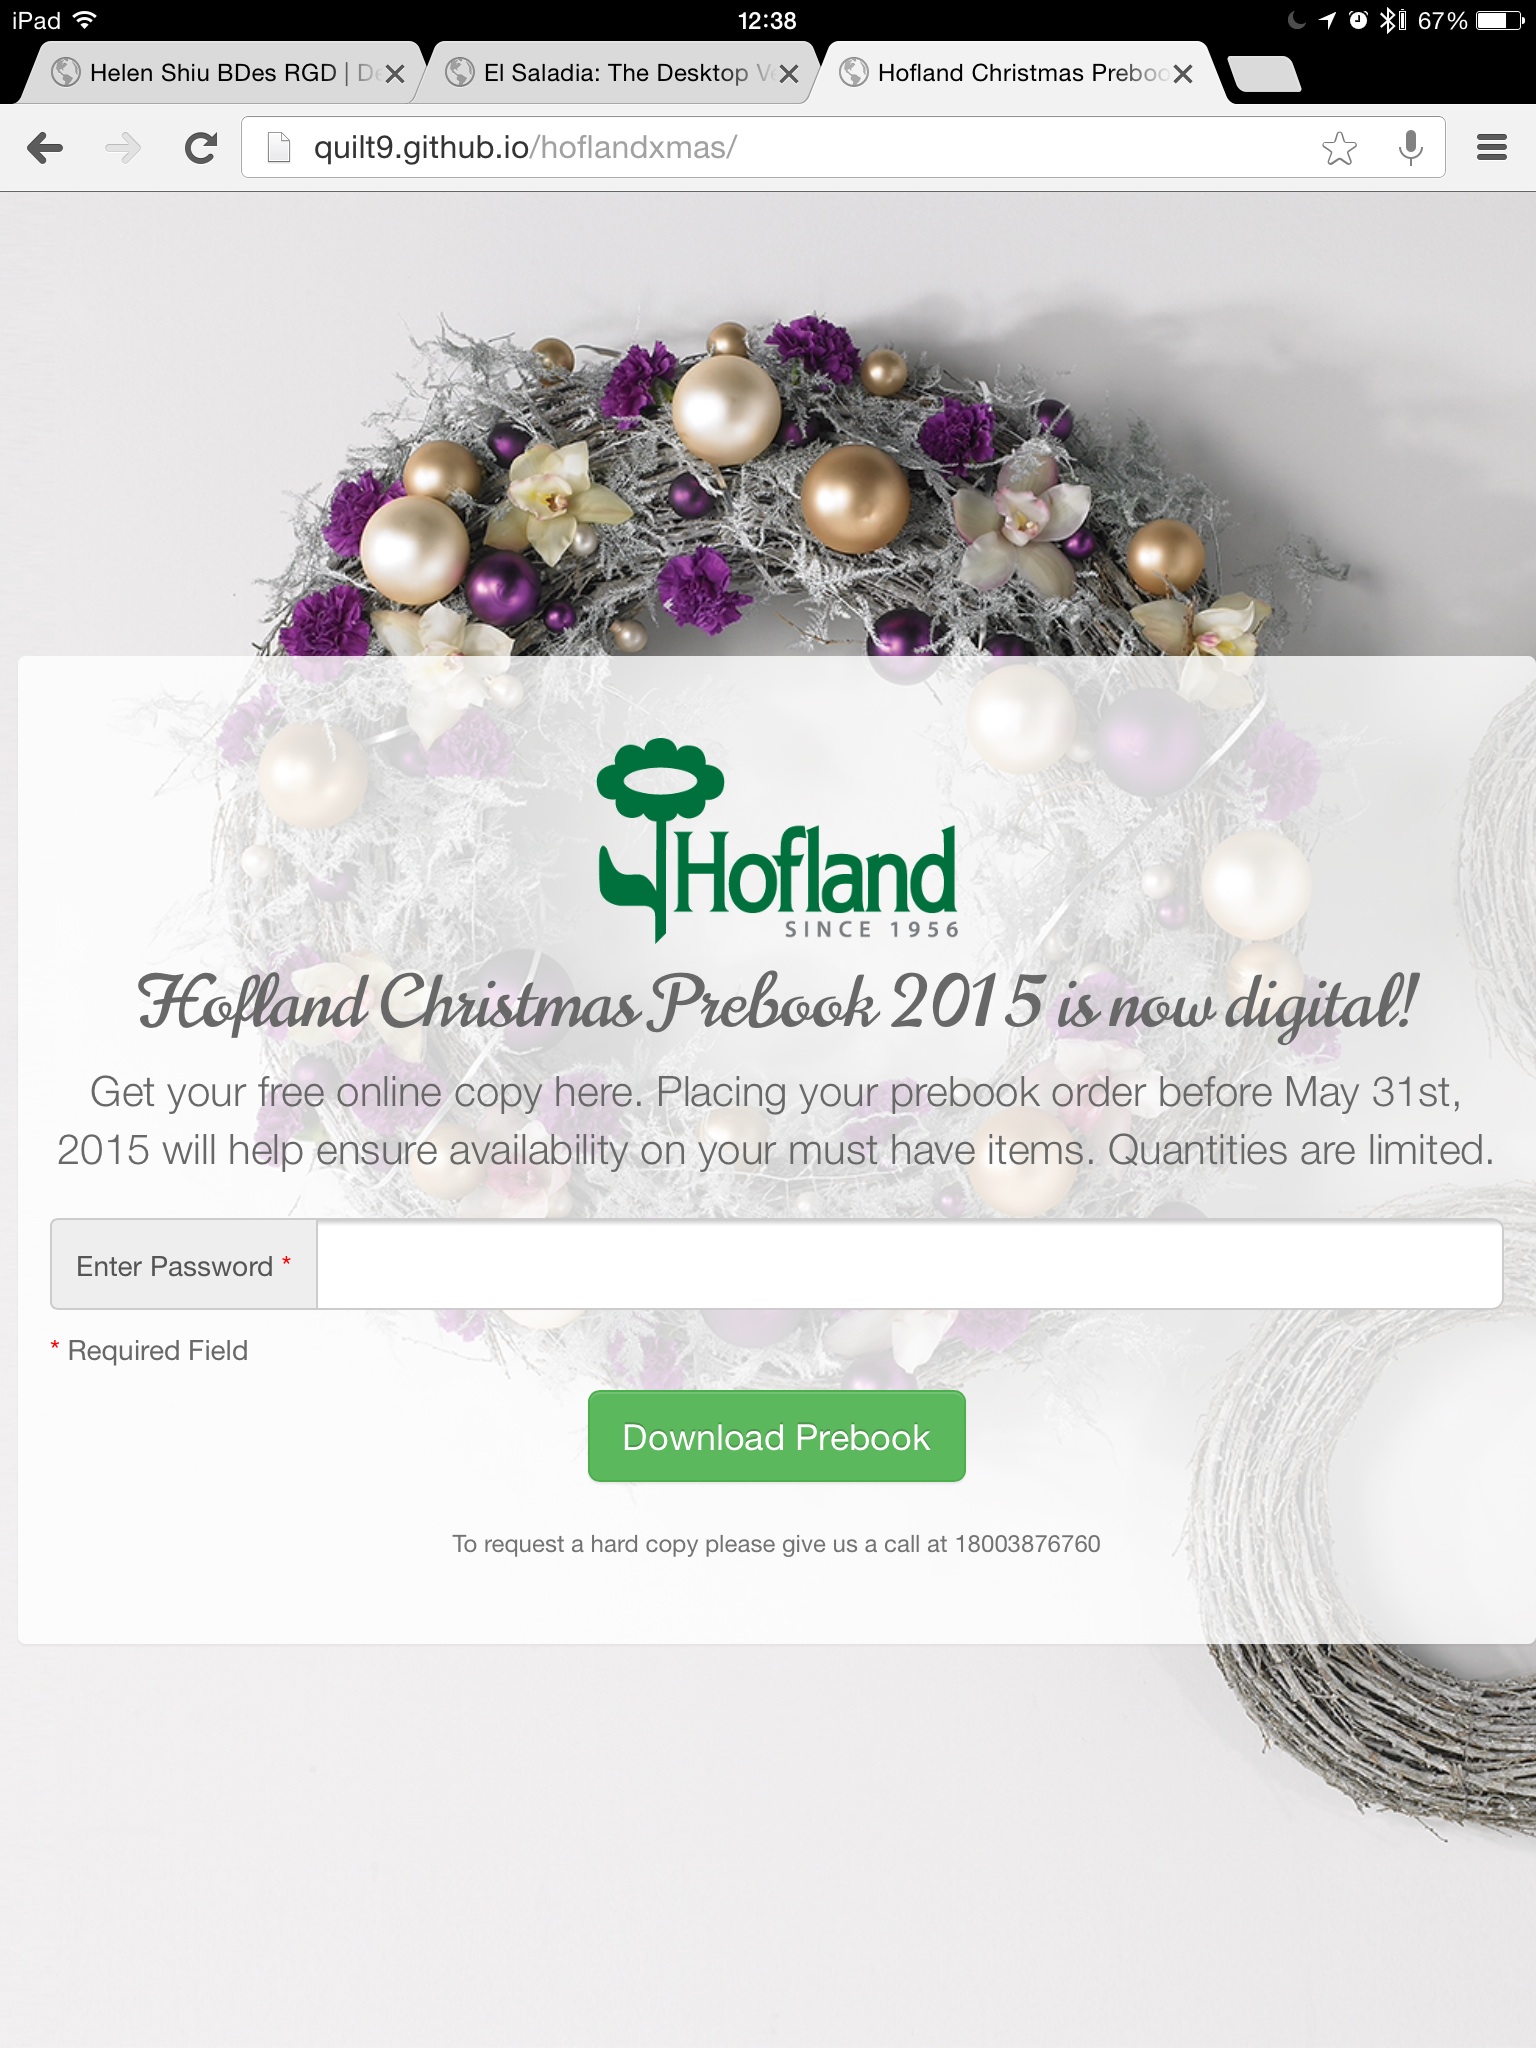 iPad 12:38 67%
Helen Shiu BDes RGD | De
El Saladia: The Desktop Ve
Hofland Christmas Preboo
quilt9.github.io/hoflandxmas/
Hofland
SINCE 1956
Hofland Christmas Prebook 2015 is now digital!
Get your free online copy here. Placing your prebook order before May 31st,
2015 will help ensure availability on your must have items. Quantities are limited.
Enter Password *
* Required Field
Download Prebook
To request a hard copy please give us a call at 18003876760